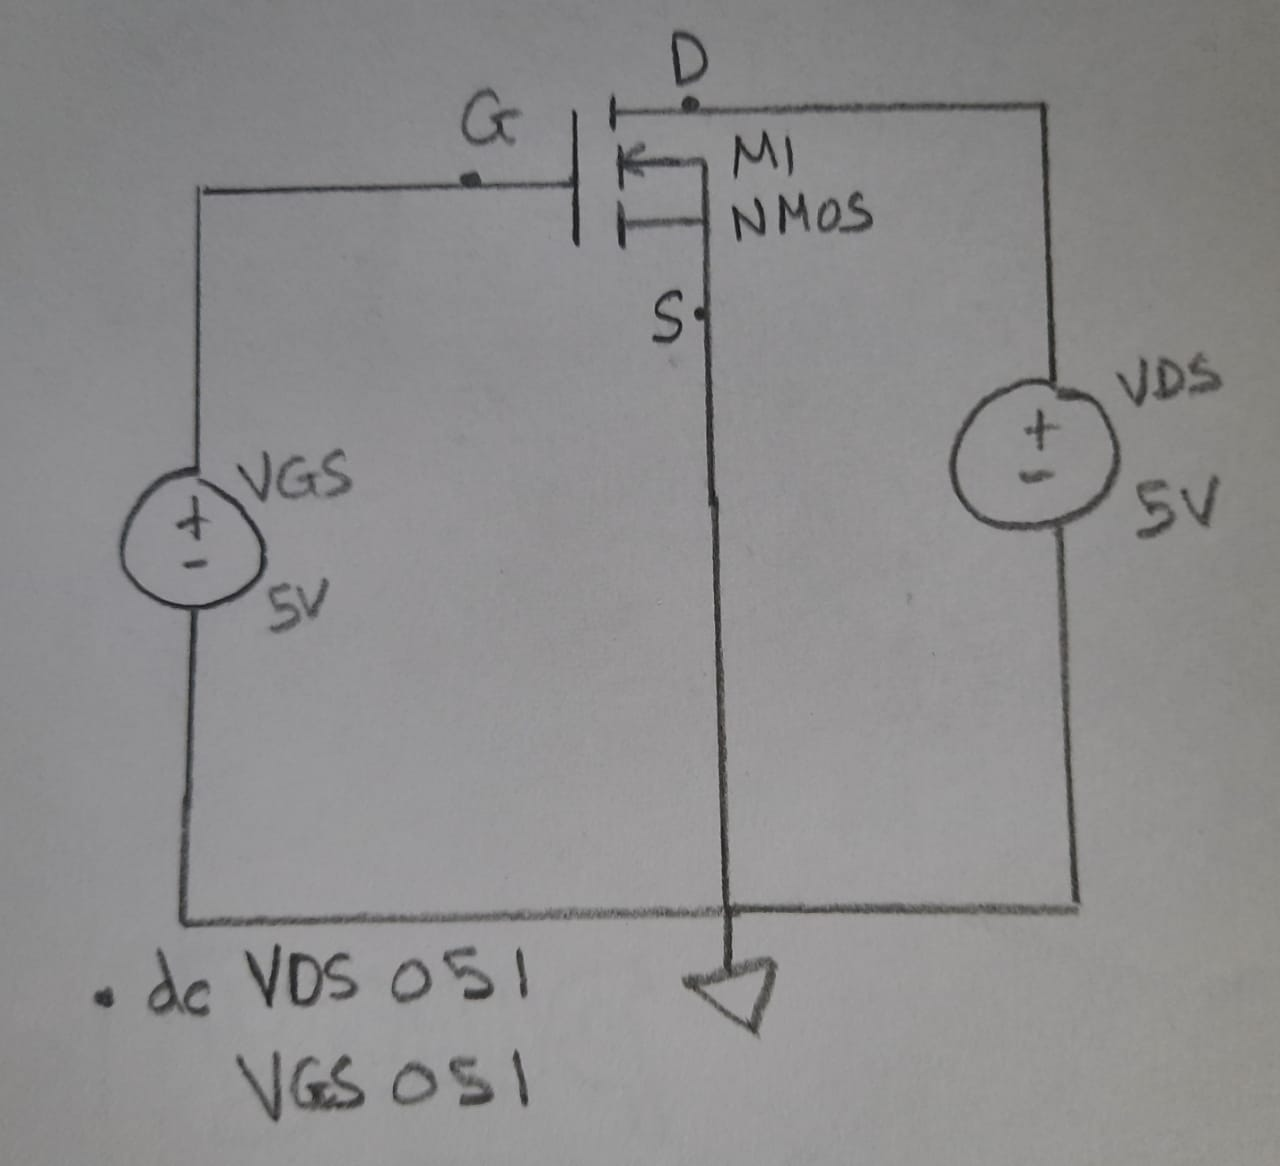 D
G
M1
NMOS
S
VDS
+
-
5V
VGS
+
-
5V
.dc VDS 0 5 1
VGS 0 5 1